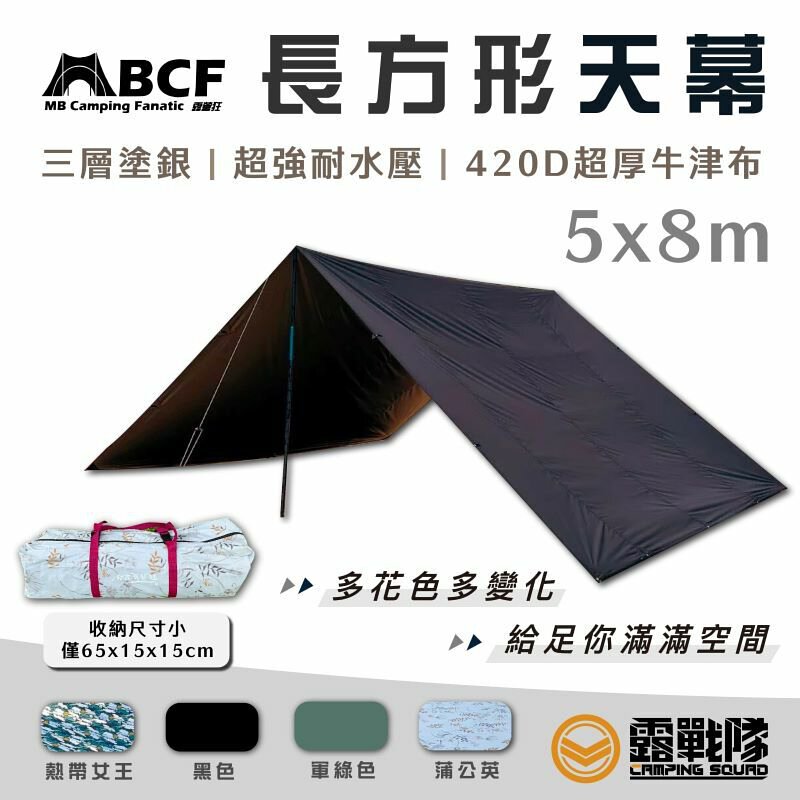 MBCF
MB Camping Fanatic 露營狂
長方形天幕
三層塗銀 | 超強耐水壓 | 420D超厚牛津布
5x8m
多花色多變化
給足你滿滿空間
收納尺寸小
僅65x15x15cm
熱帶女王
黑色
軍綠色
蒲公英
露戰隊
CAMPING SQUAD